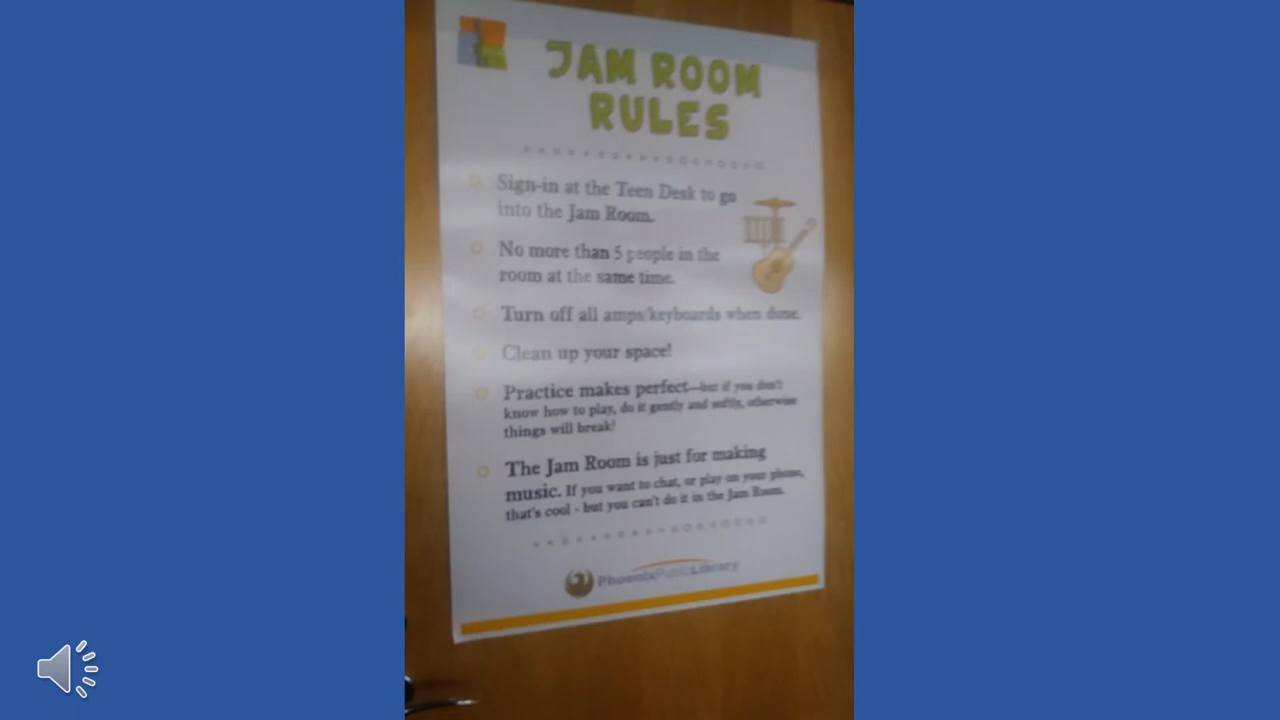 JAM ROOM
RULES
Sign-in at the Teen Desk to go
into the Jam Room.
No more than 5 people in the
room at the same time.
Turn off all amps/keyboards when done.
Clean up your space!
Practice makes perfect—but if you don't
know how to play, do it gently and softly, otherwise
things will break!
The Jam Room is just for making
music. If you want to chat, or play on your phone,
that's cool - but you can't do it in the Jam Room.
PhoenixPublicLibrary